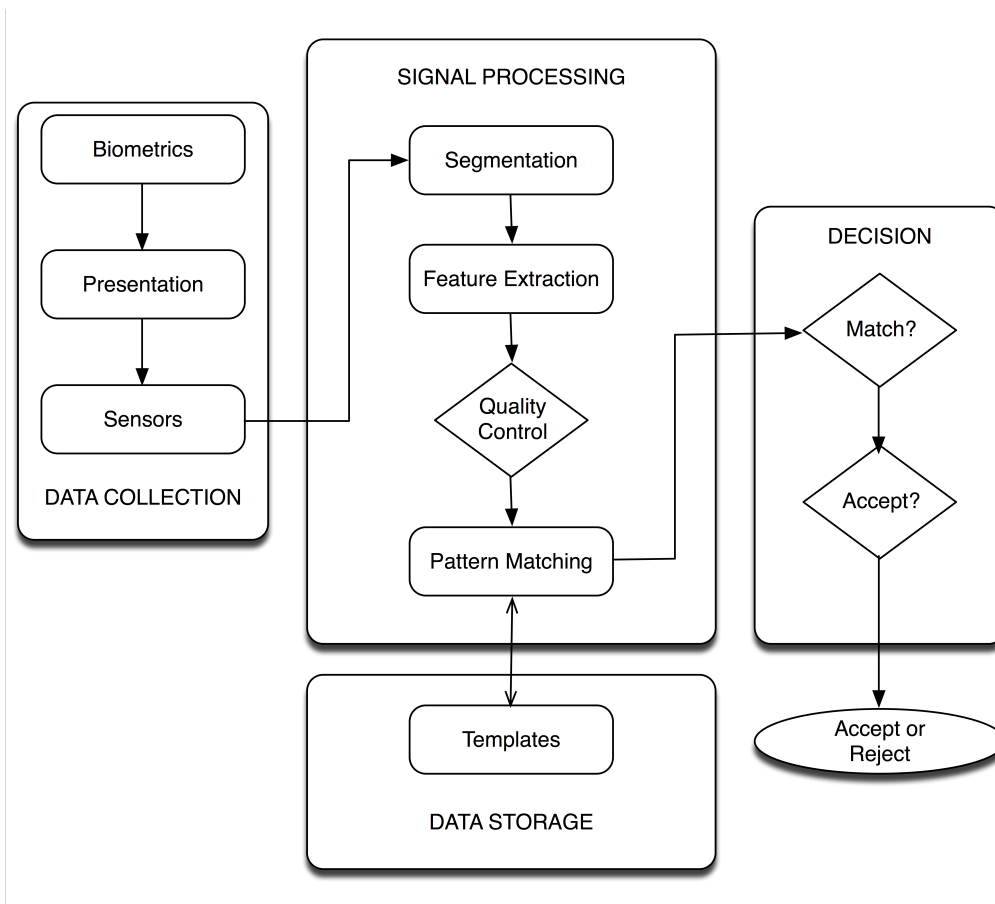 Biometrics
Presentation
Sensors
DATA COLLECTION
SIGNAL PROCESSING
Segmentation
Feature Extraction
Quality
Control
Pattern Matching
Templates
DATA STORAGE
DECISION
Match?
Accept?
Accept or
Reject